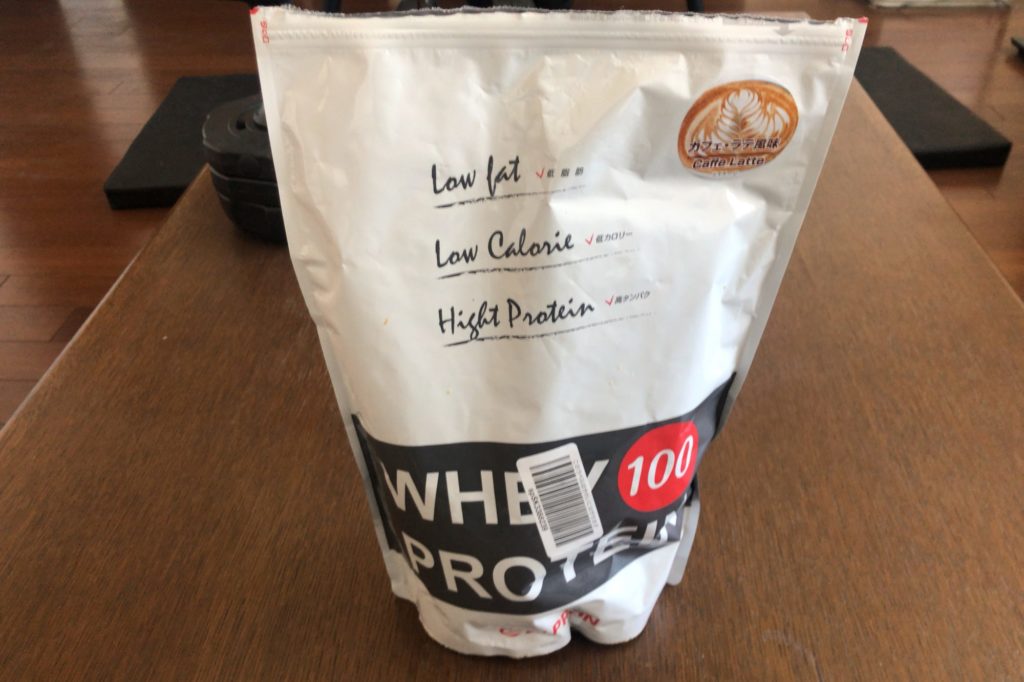 カフェ・ラテ風味
Caffe Latte
Low fat 低脂肪
Low Calorie 低カロリー
Hight Protein 高タンパク
WHEY 100
PROTEIN